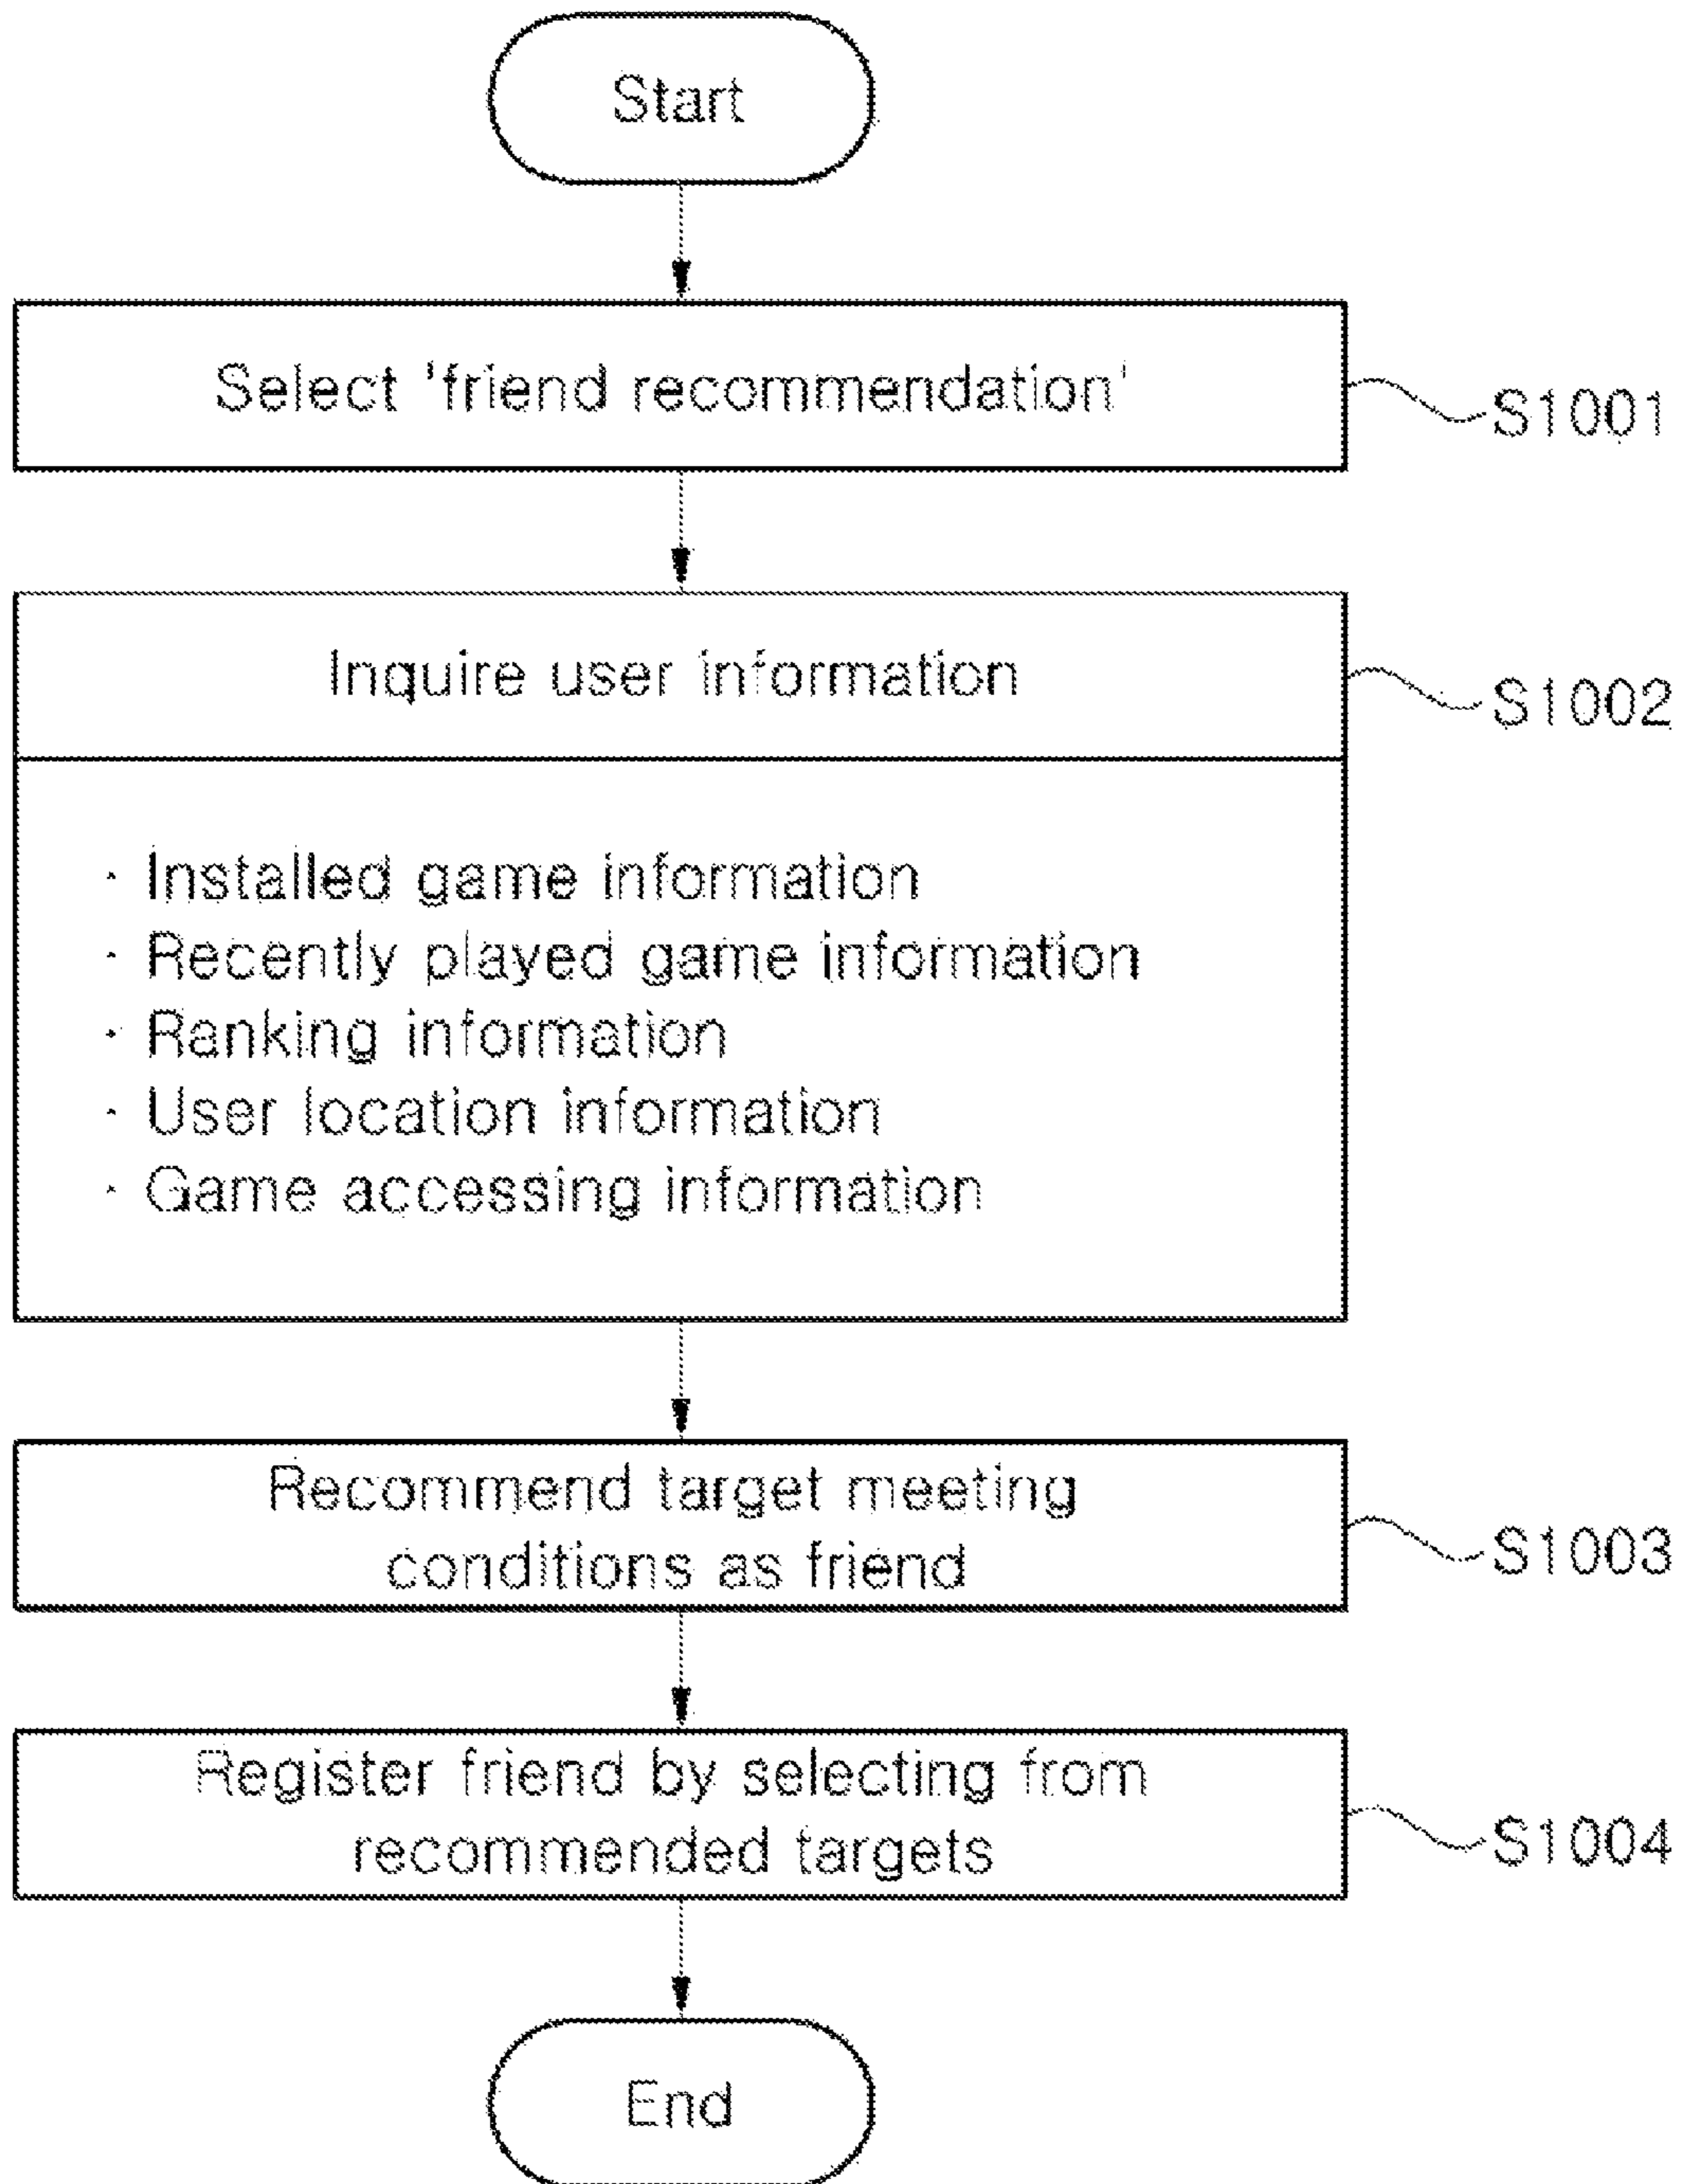 Start
Select 'friend recommendation'
S1001
Inquire user information
S1002
· Installed game information
· Recently played game information
· Ranking information
· User location information
· Game accessing information
Recommend target meeting
conditions as friend
S1003
Register friend by selecting from
recommended targets
S1004
End